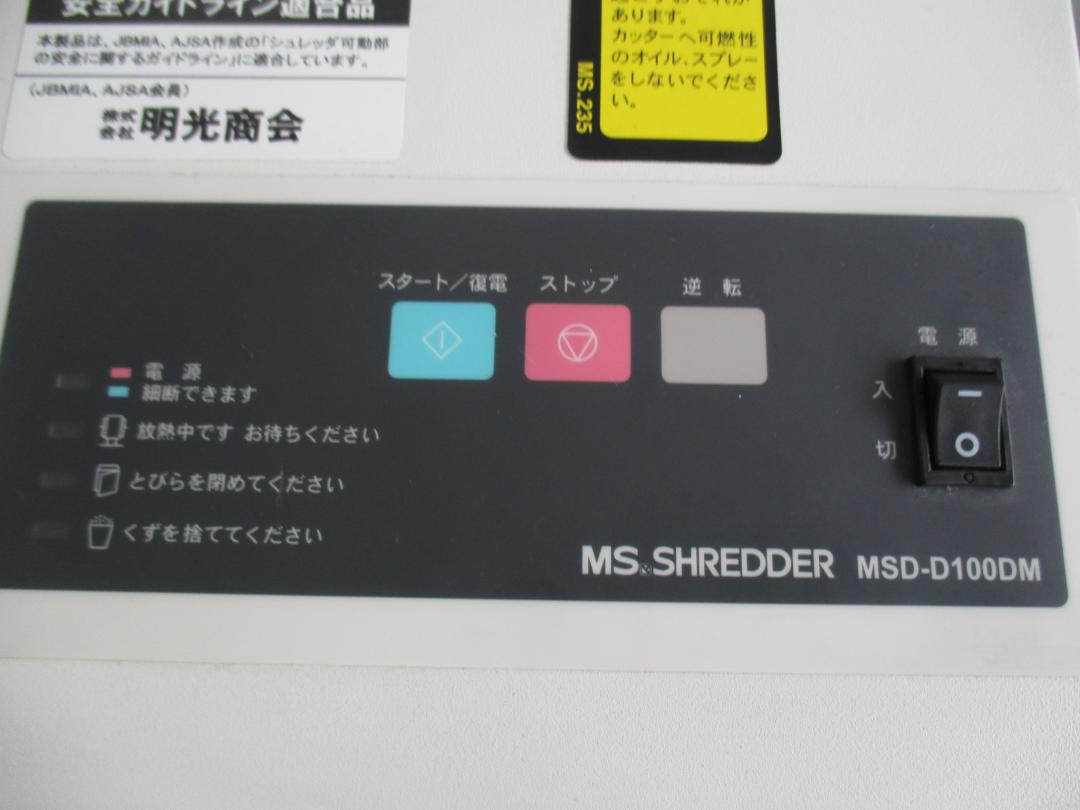 安全ガイドライン適合品
本製品は、JBMIA、AJSA作成の「シュレッダ可動部
の安全に関するガイドライン」に適合しています。
(JBMIA、AJSA会員)
株式会社 明光商会
あります。
カッターへ可燃性
のオイル、スプレー
をしないでくださ
い。
MS.235
スタート／復電 ストップ 逆 転
電 源
入
切
電 源
細断できます
放熱中です お待ちください
とびらを閉めてください
くずを捨ててください
MS SHREDDER MSD-D100DM